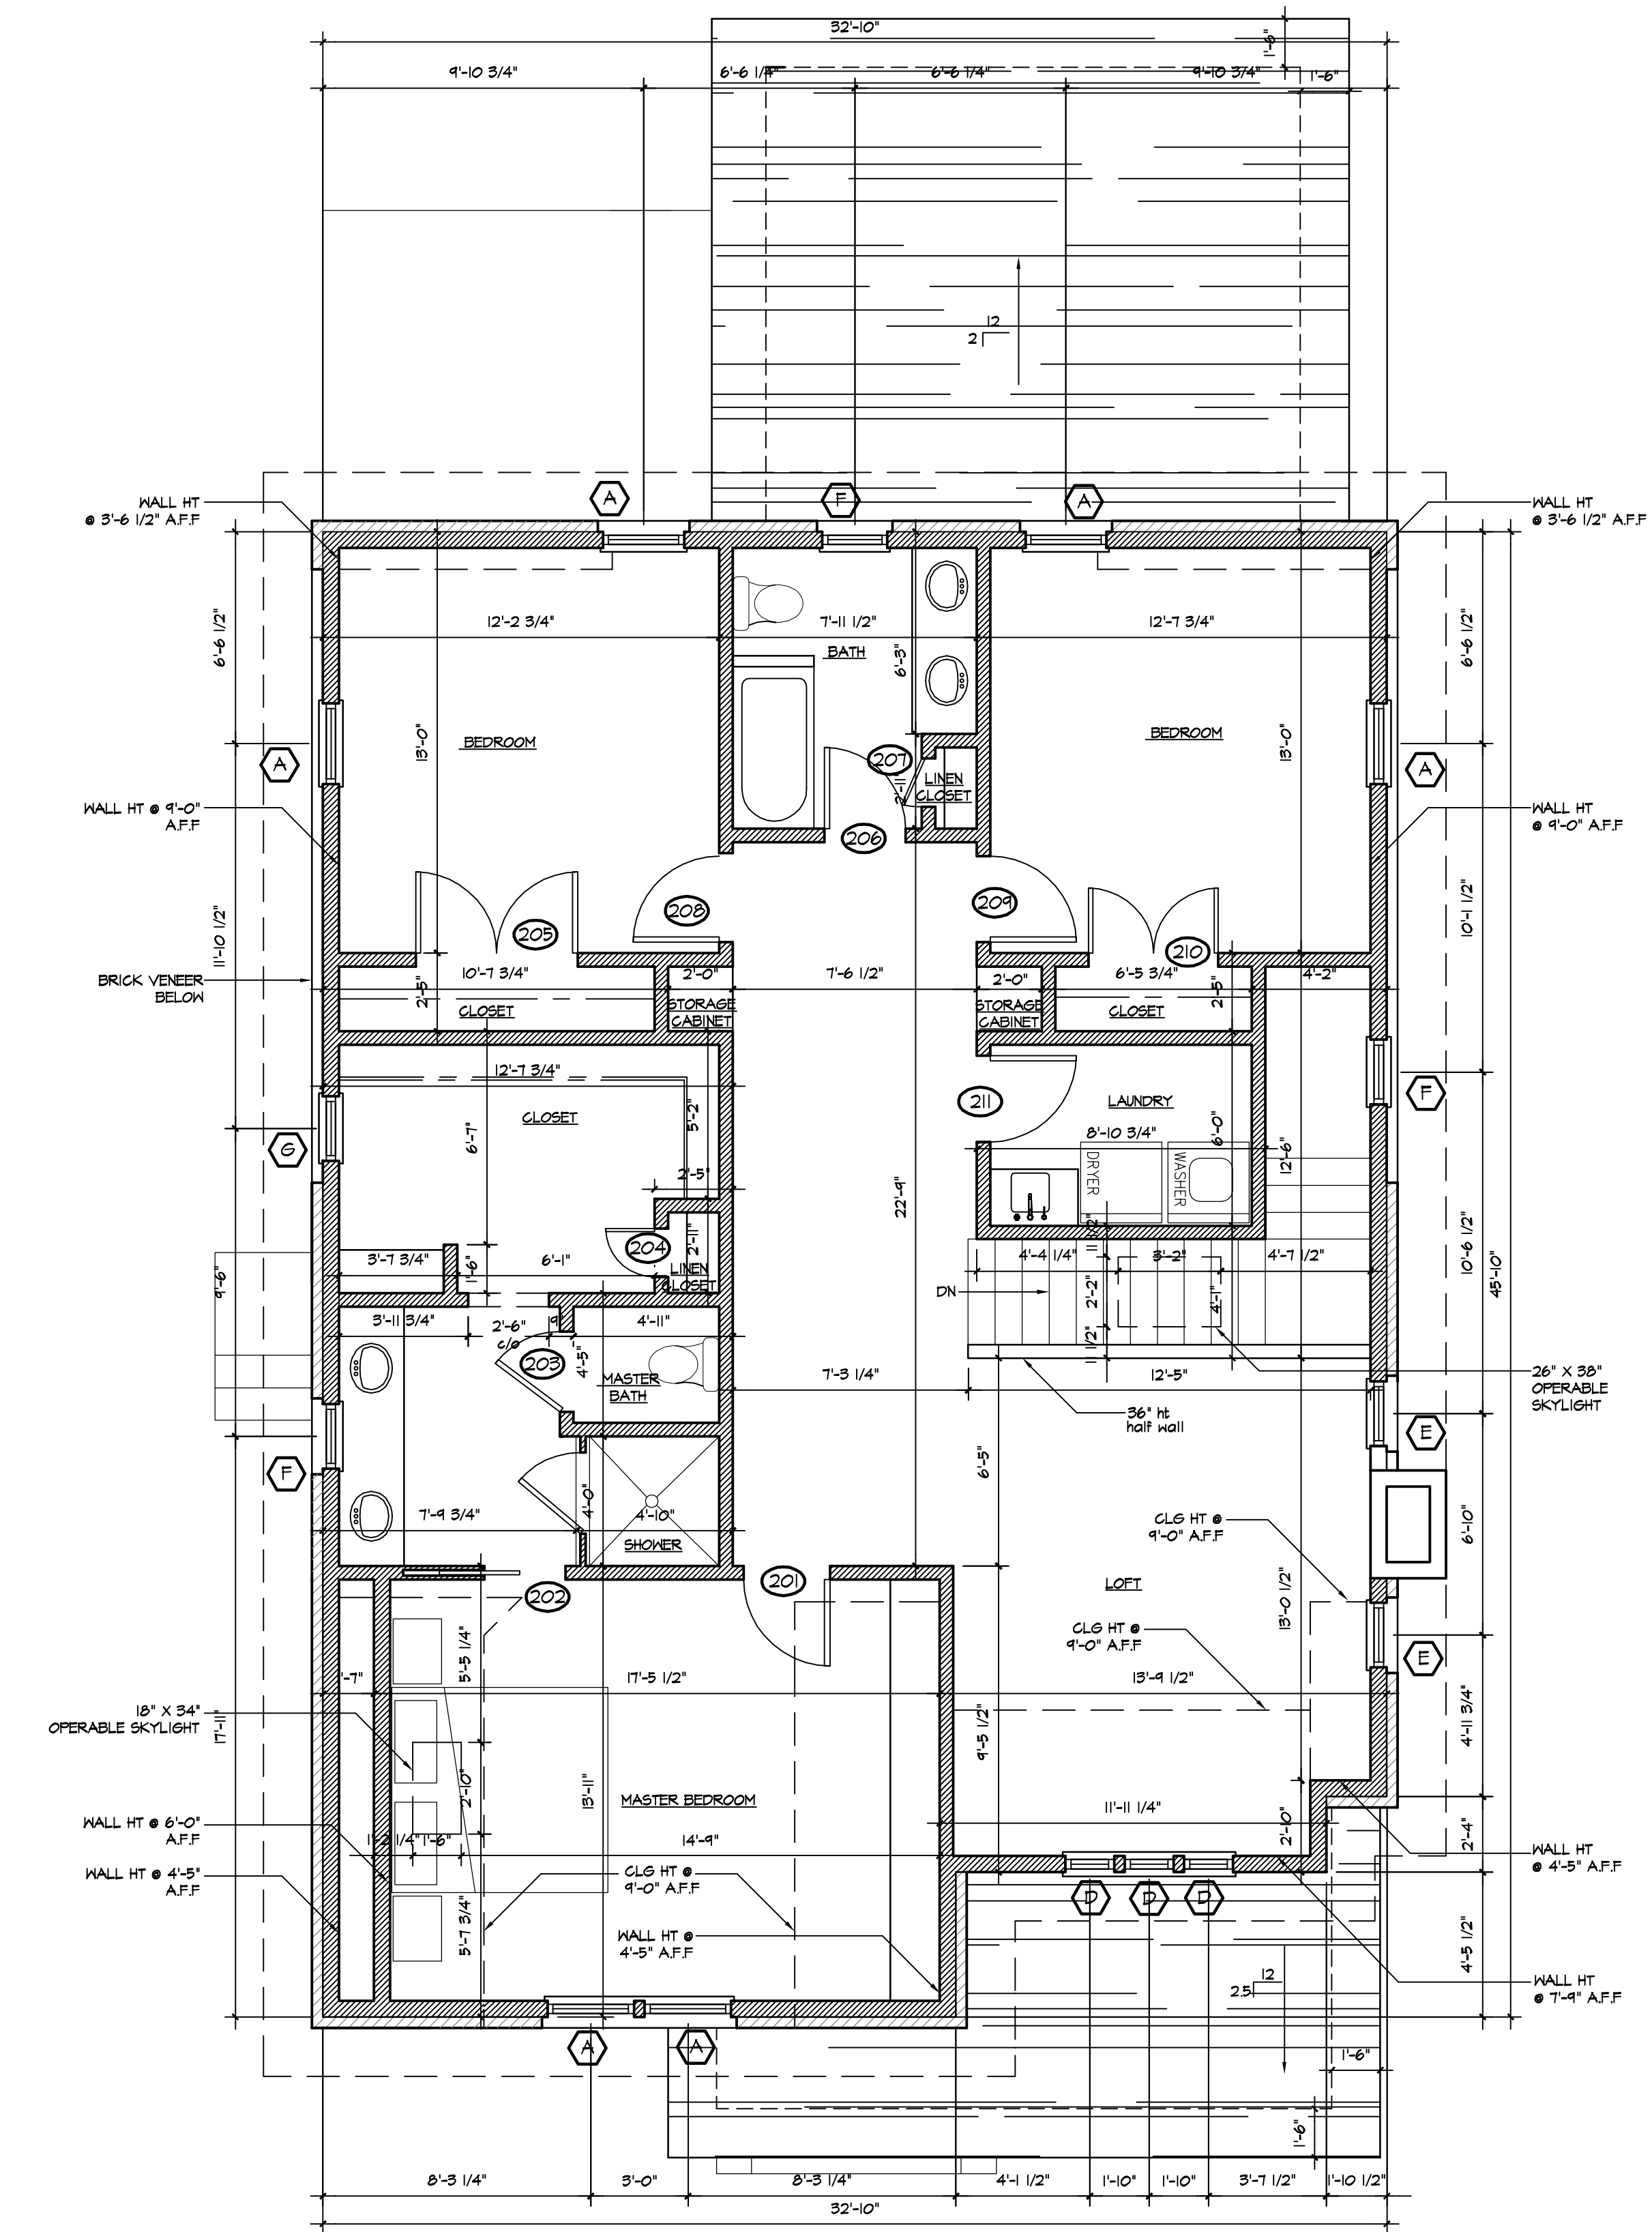 32'-10"
1'-6"
9'-10 3/4"
6'-6 1/4"
6'-6 1/4"
9'-10 3/4"
1'-6"
12
2
WALL HT
@ 3'-6 1/2" A.F.F
A
F
A
WALL HT
@ 3'-6 1/2" A.F.F
6'-6 1/2"
12'-2 3/4"
7'-11 1/2"
12'-7 3/4"
6'-6 1/2"
BATH
6'-3"
BEDROOM
13'-0"
BEDROOM
13'-0"
A
207
A
2'-11"
LINEN
CLOSET
WALL HT @ 9'-0"
A.F.F
WALL HT
@ 9'-0" A.F.F
206
208
209
205
210
11'-10 1/2"
10'-1 1/2"
BRICK VENEER
BELOW
10'-7 3/4"
2'-0"
7'-6 1/2"
2'-0"
6'-5 3/4"
4'-2"
2'-5"
2'-5"
CLOSET
STORAGE
CABINET
STORAGE
CABINET
CLOSET
12'-7 3/4"
CLOSET
5'-2"
6'-7"
211
LAUNDRY
8'-10 3/4"
6'-0"
12'-6"
F
G
DRYER
WASHER
2'-5"
22'-9"
204
2'-11"
LINEN
CLOSET
3'-7 3/4"
1'-6"
6'-1"
11 1/2"
4'-4 1/4"
3'-2"
4'-7 1/2"
10'-6 1/2"
45'-10"
9'-6"
DN
2'-2"
4'-1"
11 1/2"
3'-11 3/4"
2'-6"
c/o
9"
4'-11"
203
4'-5"
MASTER
BATH
7'-3 1/4"
12'-5"
26" X 38"
OPERABLE
SKYLIGHT
36" ht
half wall
E
F
6'-5"
7'-9 3/4"
4'-0"
4'-10"
SHOWER
CLG HT @
9'-0" A.F.F
6'-10"
201
202
LOFT
13'-0 1/2"
CLG HT @
9'-0" A.F.F
E
5'-5 1/4"
'-7"
17'-5 1/2"
13'-9 1/2"
18" X 34"
OPERABLE SKYLIGHT
17'-11"
9'-5 1/2"
4'-11 3/4"
2'-10"
13'-11"
MASTER BEDROOM
11'-11 1/4"
2'-10"
2'-4"
WALL HT @ 6'-0"
A.F.F
1'-2 1/4"
1'-6"
14'-9"
WALL HT
@ 4'-5" A.F.F
WALL HT @ 4'-5"
A.F.F
CLG HT @
9'-0" A.F.F
D
D
D
5'-7 3/4"
WALL HT @
4'-5" A.F.F
4'-5 1/2"
12
2.5
WALL HT
@ 7'-9" A.F.F
A
A
1'-6"
1'-6"
8'-3 1/4"
3'-0"
8'-3 1/4"
4'-1 1/2"
1'-10"
1'-10"
3'-7 1/2"
1'-10 1/2"
32'-10"